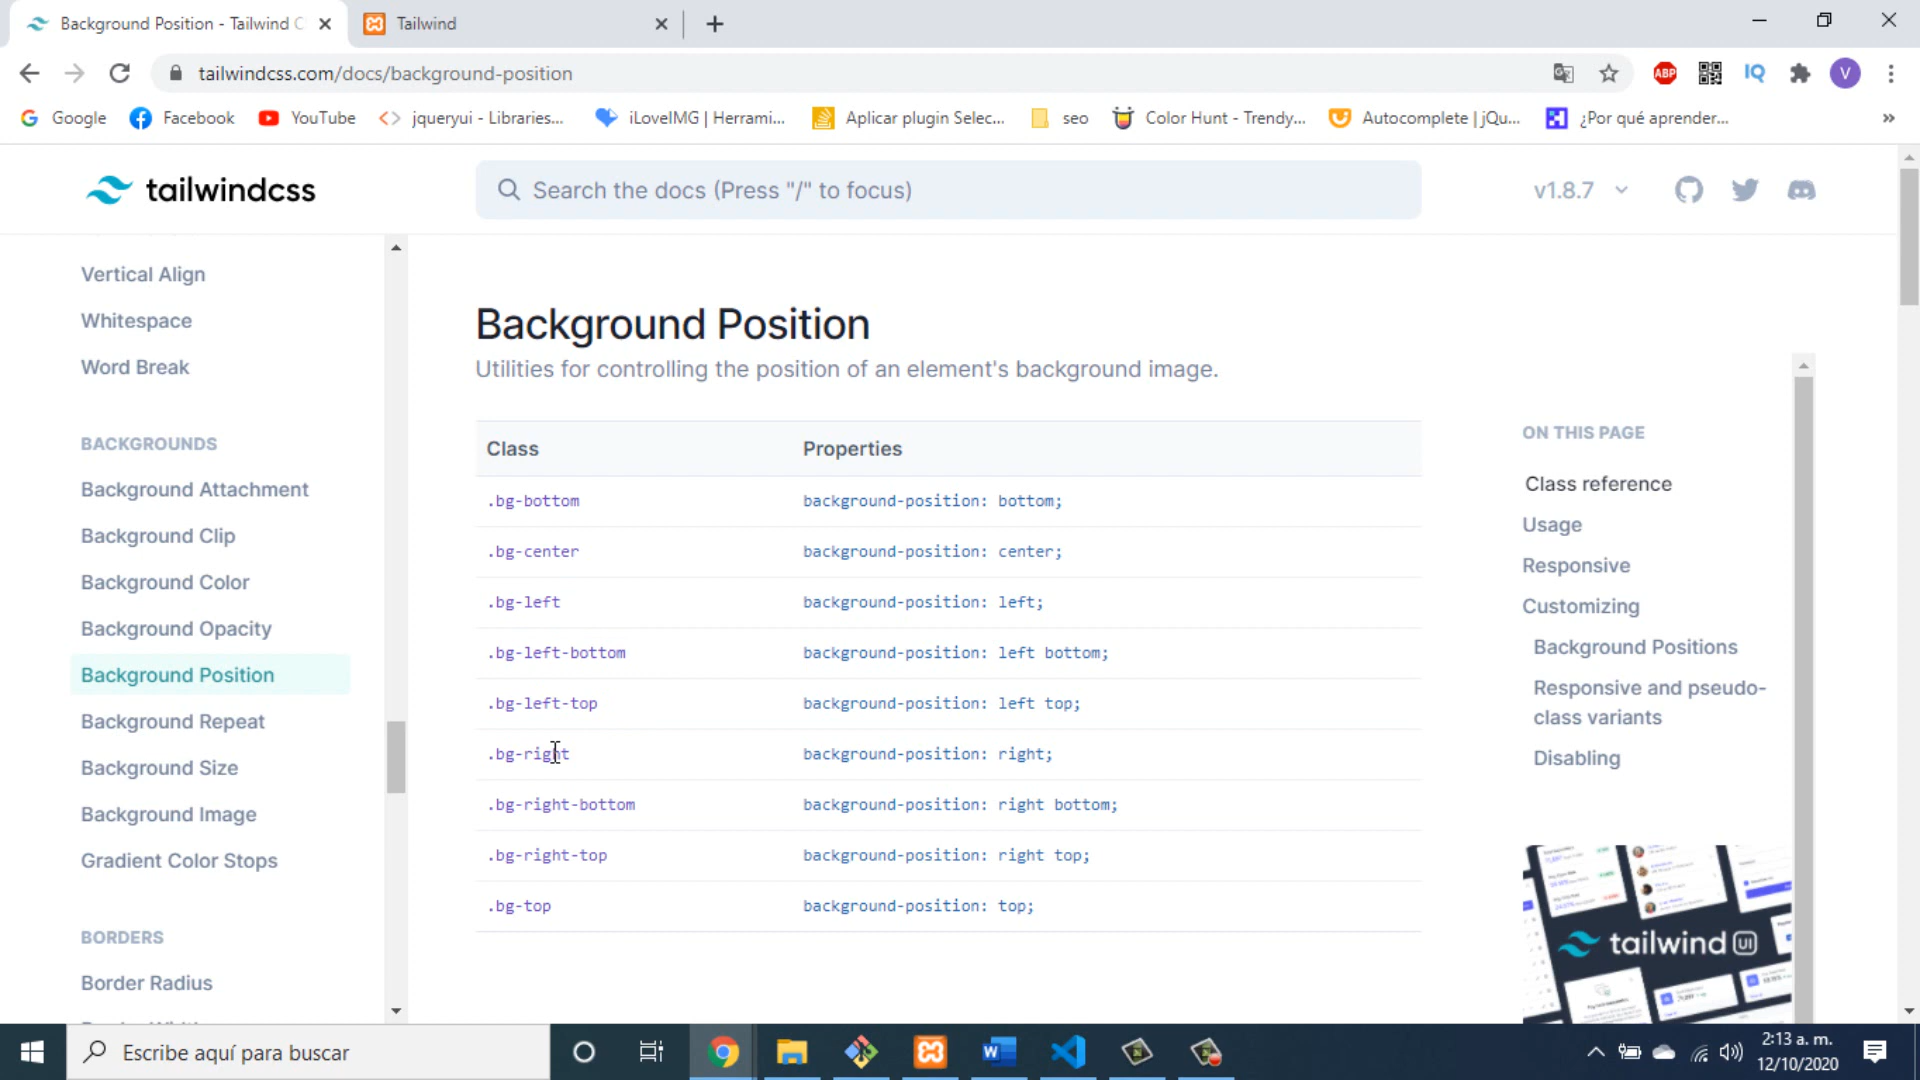 Background Position - Tailwind C
Tailwind
tailwindcss.com/docs/background-position
ABP
IQ
V
Google
Facebook
YouTube
jqueryui - Libraries...
iLoveIMG | Herrami...
Aplicar plugin Selec...
seo
Color Hunt - Trendy...
Autocomplete | jQu...
¿Por qué aprender...
»
tailwindcss
Search the docs (Press "/" to focus)
v1.8.7
Vertical Align
Whitespace
Word Break
BACKGROUNDS
Background Attachment
Background Clip
Background Color
Background Opacity
Background Position
Background Repeat
Background Size
Background Image
Gradient Color Stops
BORDERS
Border Radius
Background Position
Utilities for controlling the position of an element's background image.
Class Properties
.bg-bottom background-position: bottom;
.bg-center background-position: center;
.bg-left background-position: left;
.bg-left-bottom background-position: left bottom;
.bg-left-top background-position: left top;
.bg-right background-position: right;
.bg-right-bottom background-position: right bottom;
.bg-right-top background-position: right top;
.bg-top background-position: top;
ON THIS PAGE
Class reference
Usage
Responsive
Customizing
Background Positions
Responsive and pseudo-
class variants
Disabling
tailwind UI
Escribe aquí para buscar
W
2:13 a. m.
12/10/2020